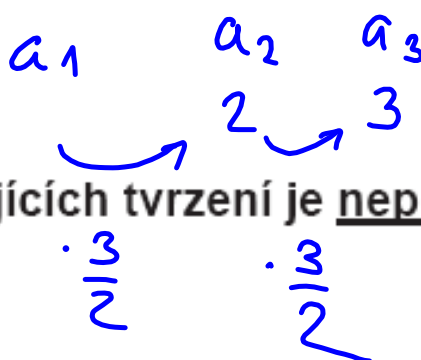 a1 a2 a3
2 3
jících tvrzení je nep
· 3/2 · 3/2